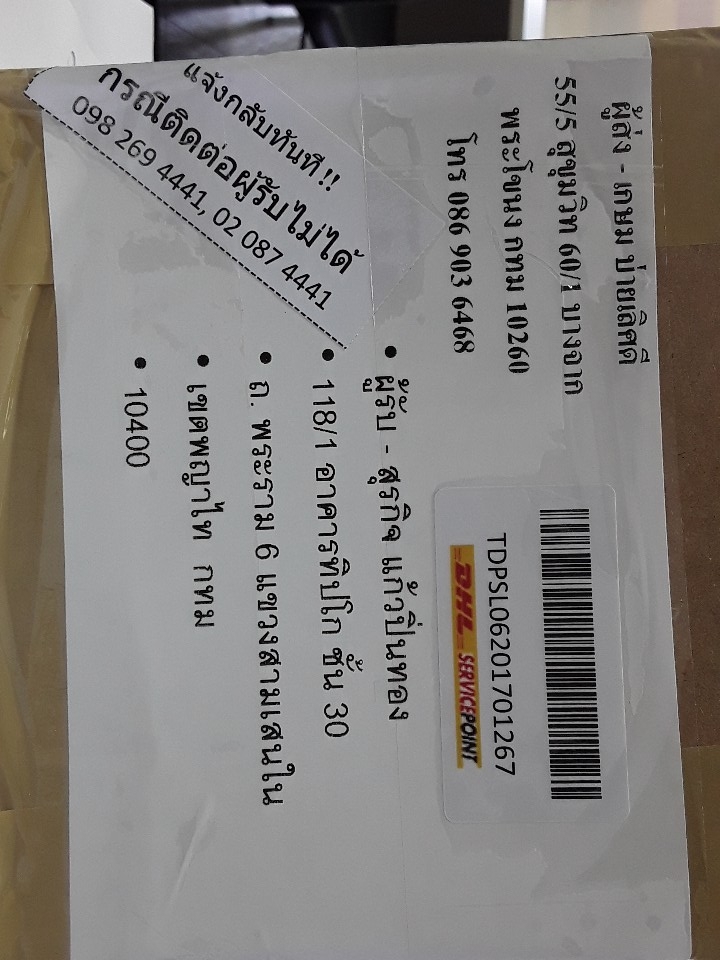 ผู้ส่ง - เกษม บ่ายเติศดี
55/5 สุขุมวิท 60/1 บางจาก
พระโขนง กทม 10260
โทร 086 903 6468
แจ้งกลับทันที !!
กรณีติดต่อผู้รับไม่ได้
098 269 4441, 02 087 4441
TDPSL06201701267
DHL SERVICEPOINT
• ผู้รับ - สุรกิจ แก้วปิ่นทอง
• 118/1 อาคารทิปโก ชั้น 30
• ถ. พระราม 6 แขวงสามเสนใน
• เขตพญาไท กทม
• 10400